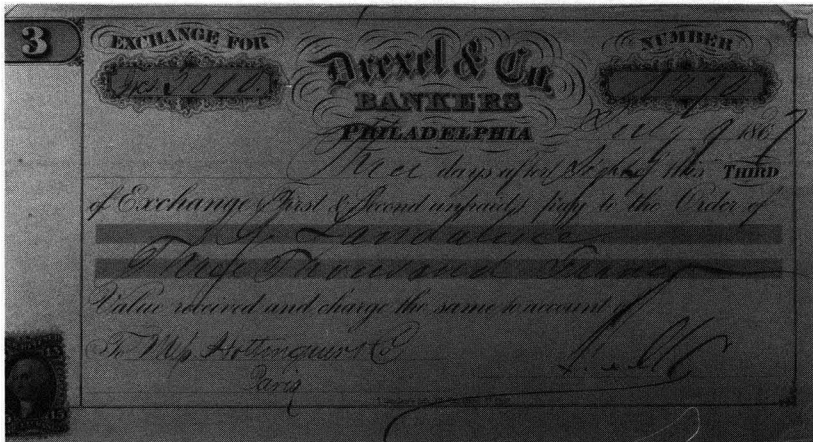 3
EXCHANGE FOR
Drexel & Co.
NUMBER
BANKERS
PHILADELPHIA
July 9 1867
Three days after Sight of this THIRD
of Exchange (First & Second unpaid) pay to the Order of
Three Thousand Francs
Value received and charge the same to account of
To Hottinguer & Co
Paris